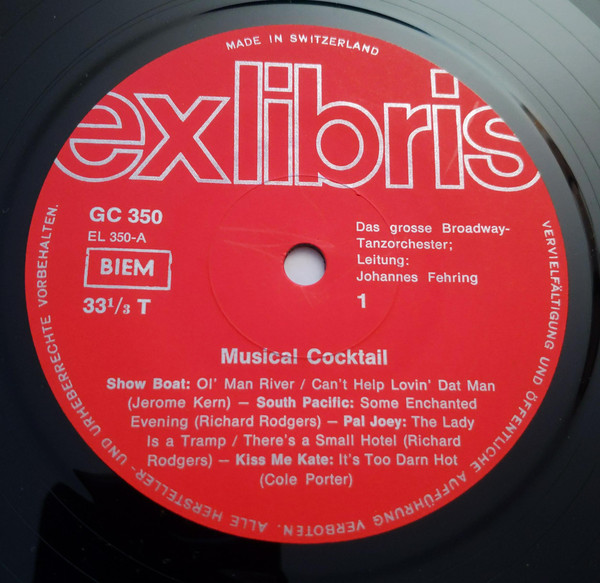 MADE IN SWITZERLAND
exlibris
GC 350
EL 350-A
BIEM
33 1/3 T
Das grosse Broadway-
Tanzorchester;
Leitung:
Johannes Fehring
1
Musical Cocktail
Show Boat: Ol' Man River / Can't Help Lovin' Dat Man
(Jerome Kern) — South Pacific: Some Enchanted
Evening (Richard Rodgers) — Pal Joey: The Lady
Is a Tramp / There's a Small Hotel (Richard
Rodgers) — Kiss Me Kate: It's Too Darn Hot
(Cole Porter)
ALLE HERSTELLER- UND URHEBERRECHTE VORBEHALTEN.
VERVIELFÄLTIGUNG UND ÖFFENTLICHE AUFFÜHRUNG VERBOTEN.